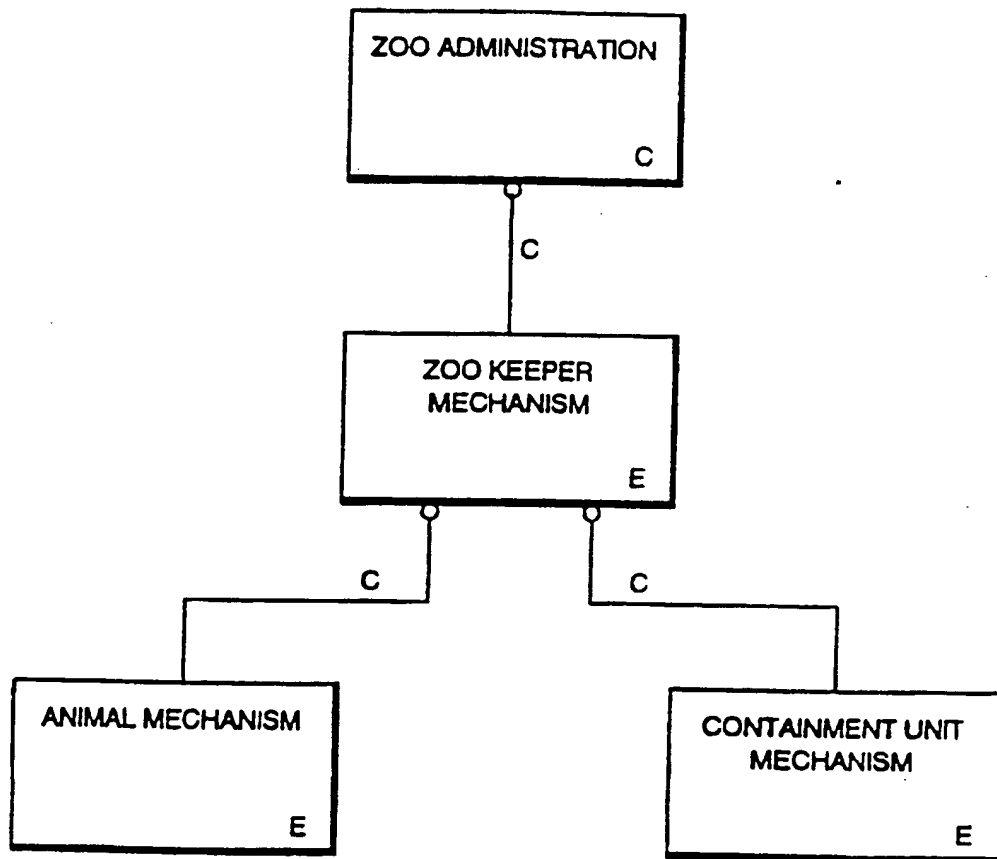 ZOO ADMINISTRATION
C
C
ZOO KEEPER
MECHANISM
E
C
C
ANIMAL MECHANISM
E
CONTAINMENT UNIT
MECHANISM
E